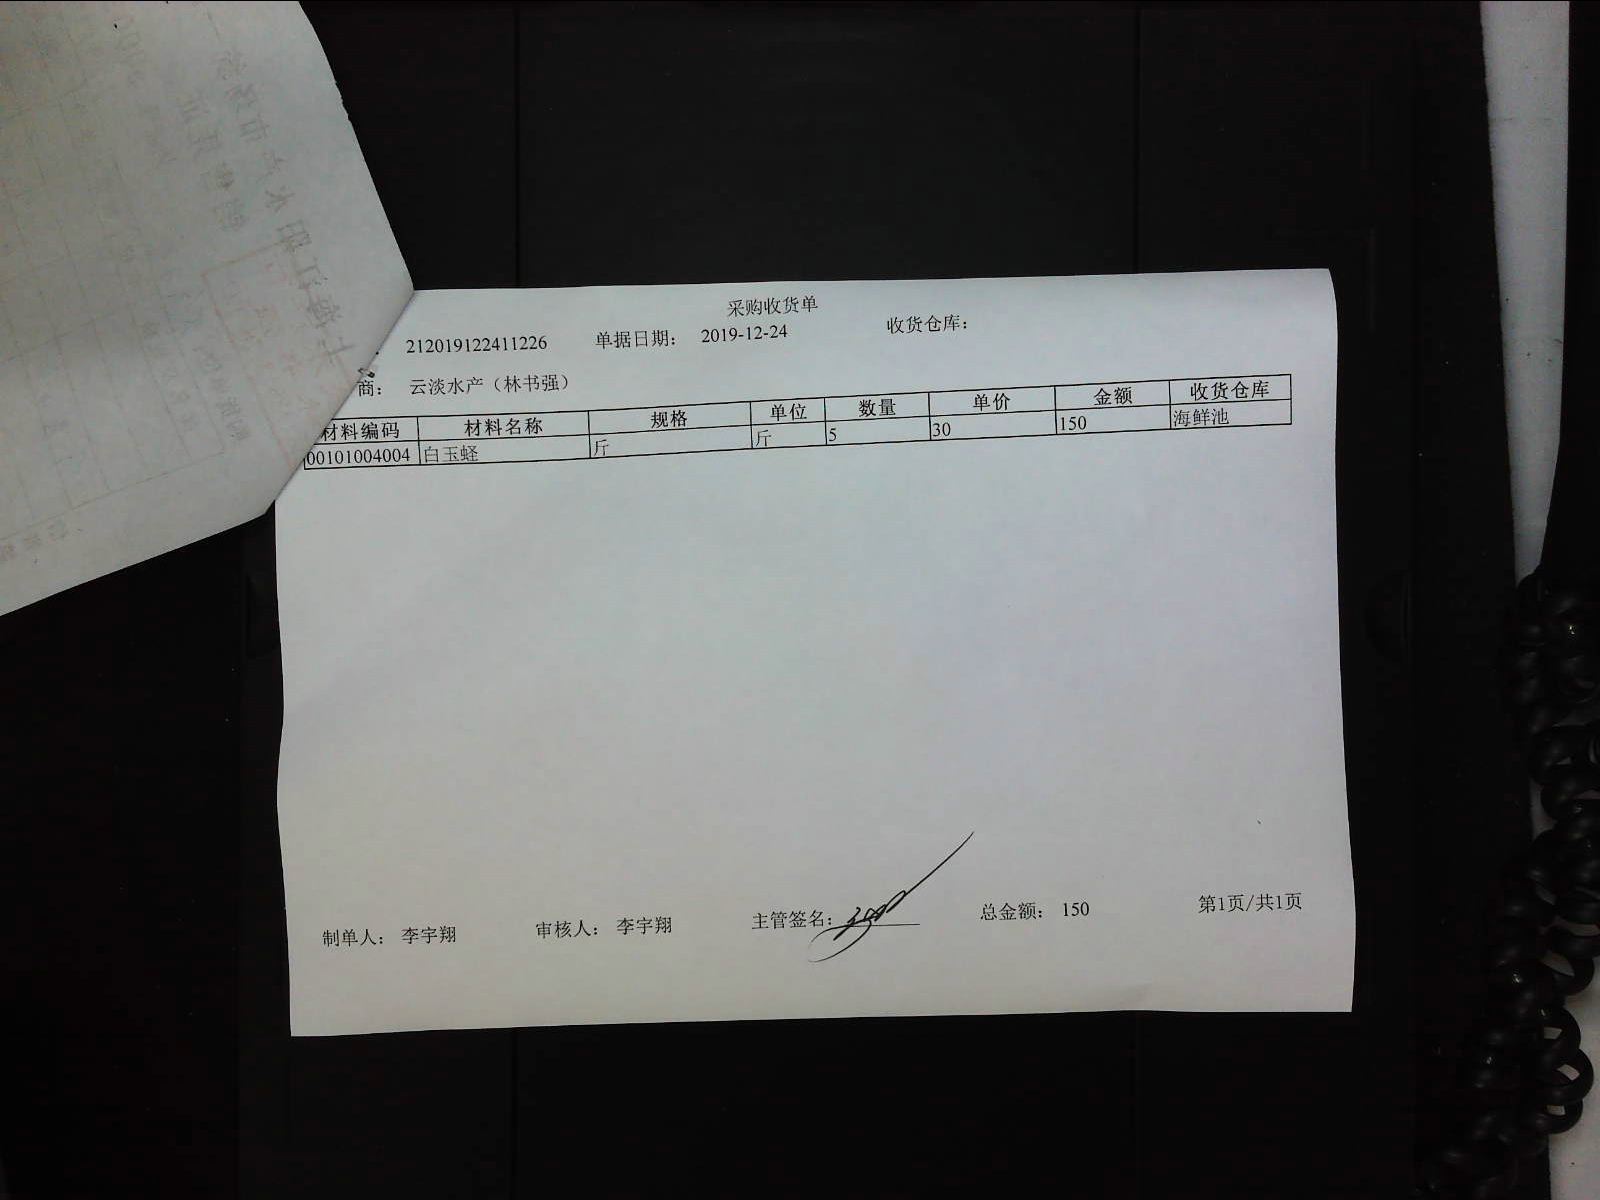 采购收货单
212019122411226 单据日期： 2019-12-24 收货仓库：
商： 云淡水产（林书强）
材料编码 材料名称 规格 单位 数量 单价 金额 收货仓库
00101004004 白玉蛏 斤 斤 5 30 150 海鲜池
制单人： 李宇翔 审核人： 李宇翔 主管签名： 总金额： 150 第1页/共1页